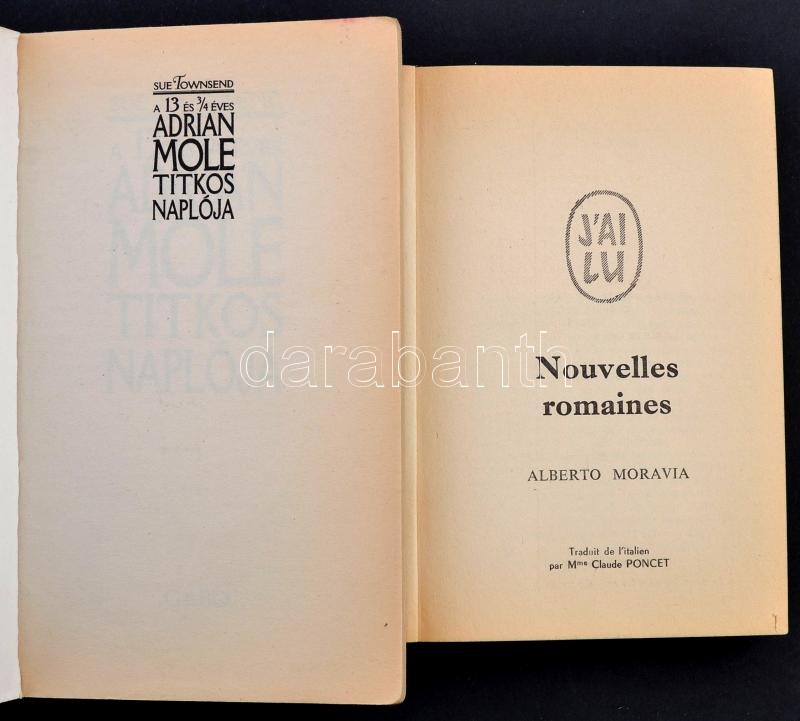 SUE TOWNSEND
A 13 ÉS 3/4 ÉVES
ADRIAN
MOLE
TITKOS
NAPLÓJA
J'AI
LU
Nouvelles
romaines
ALBERTO MORAVIA
Traduit de l'italien
par Mme Claude PONCET
darabanth